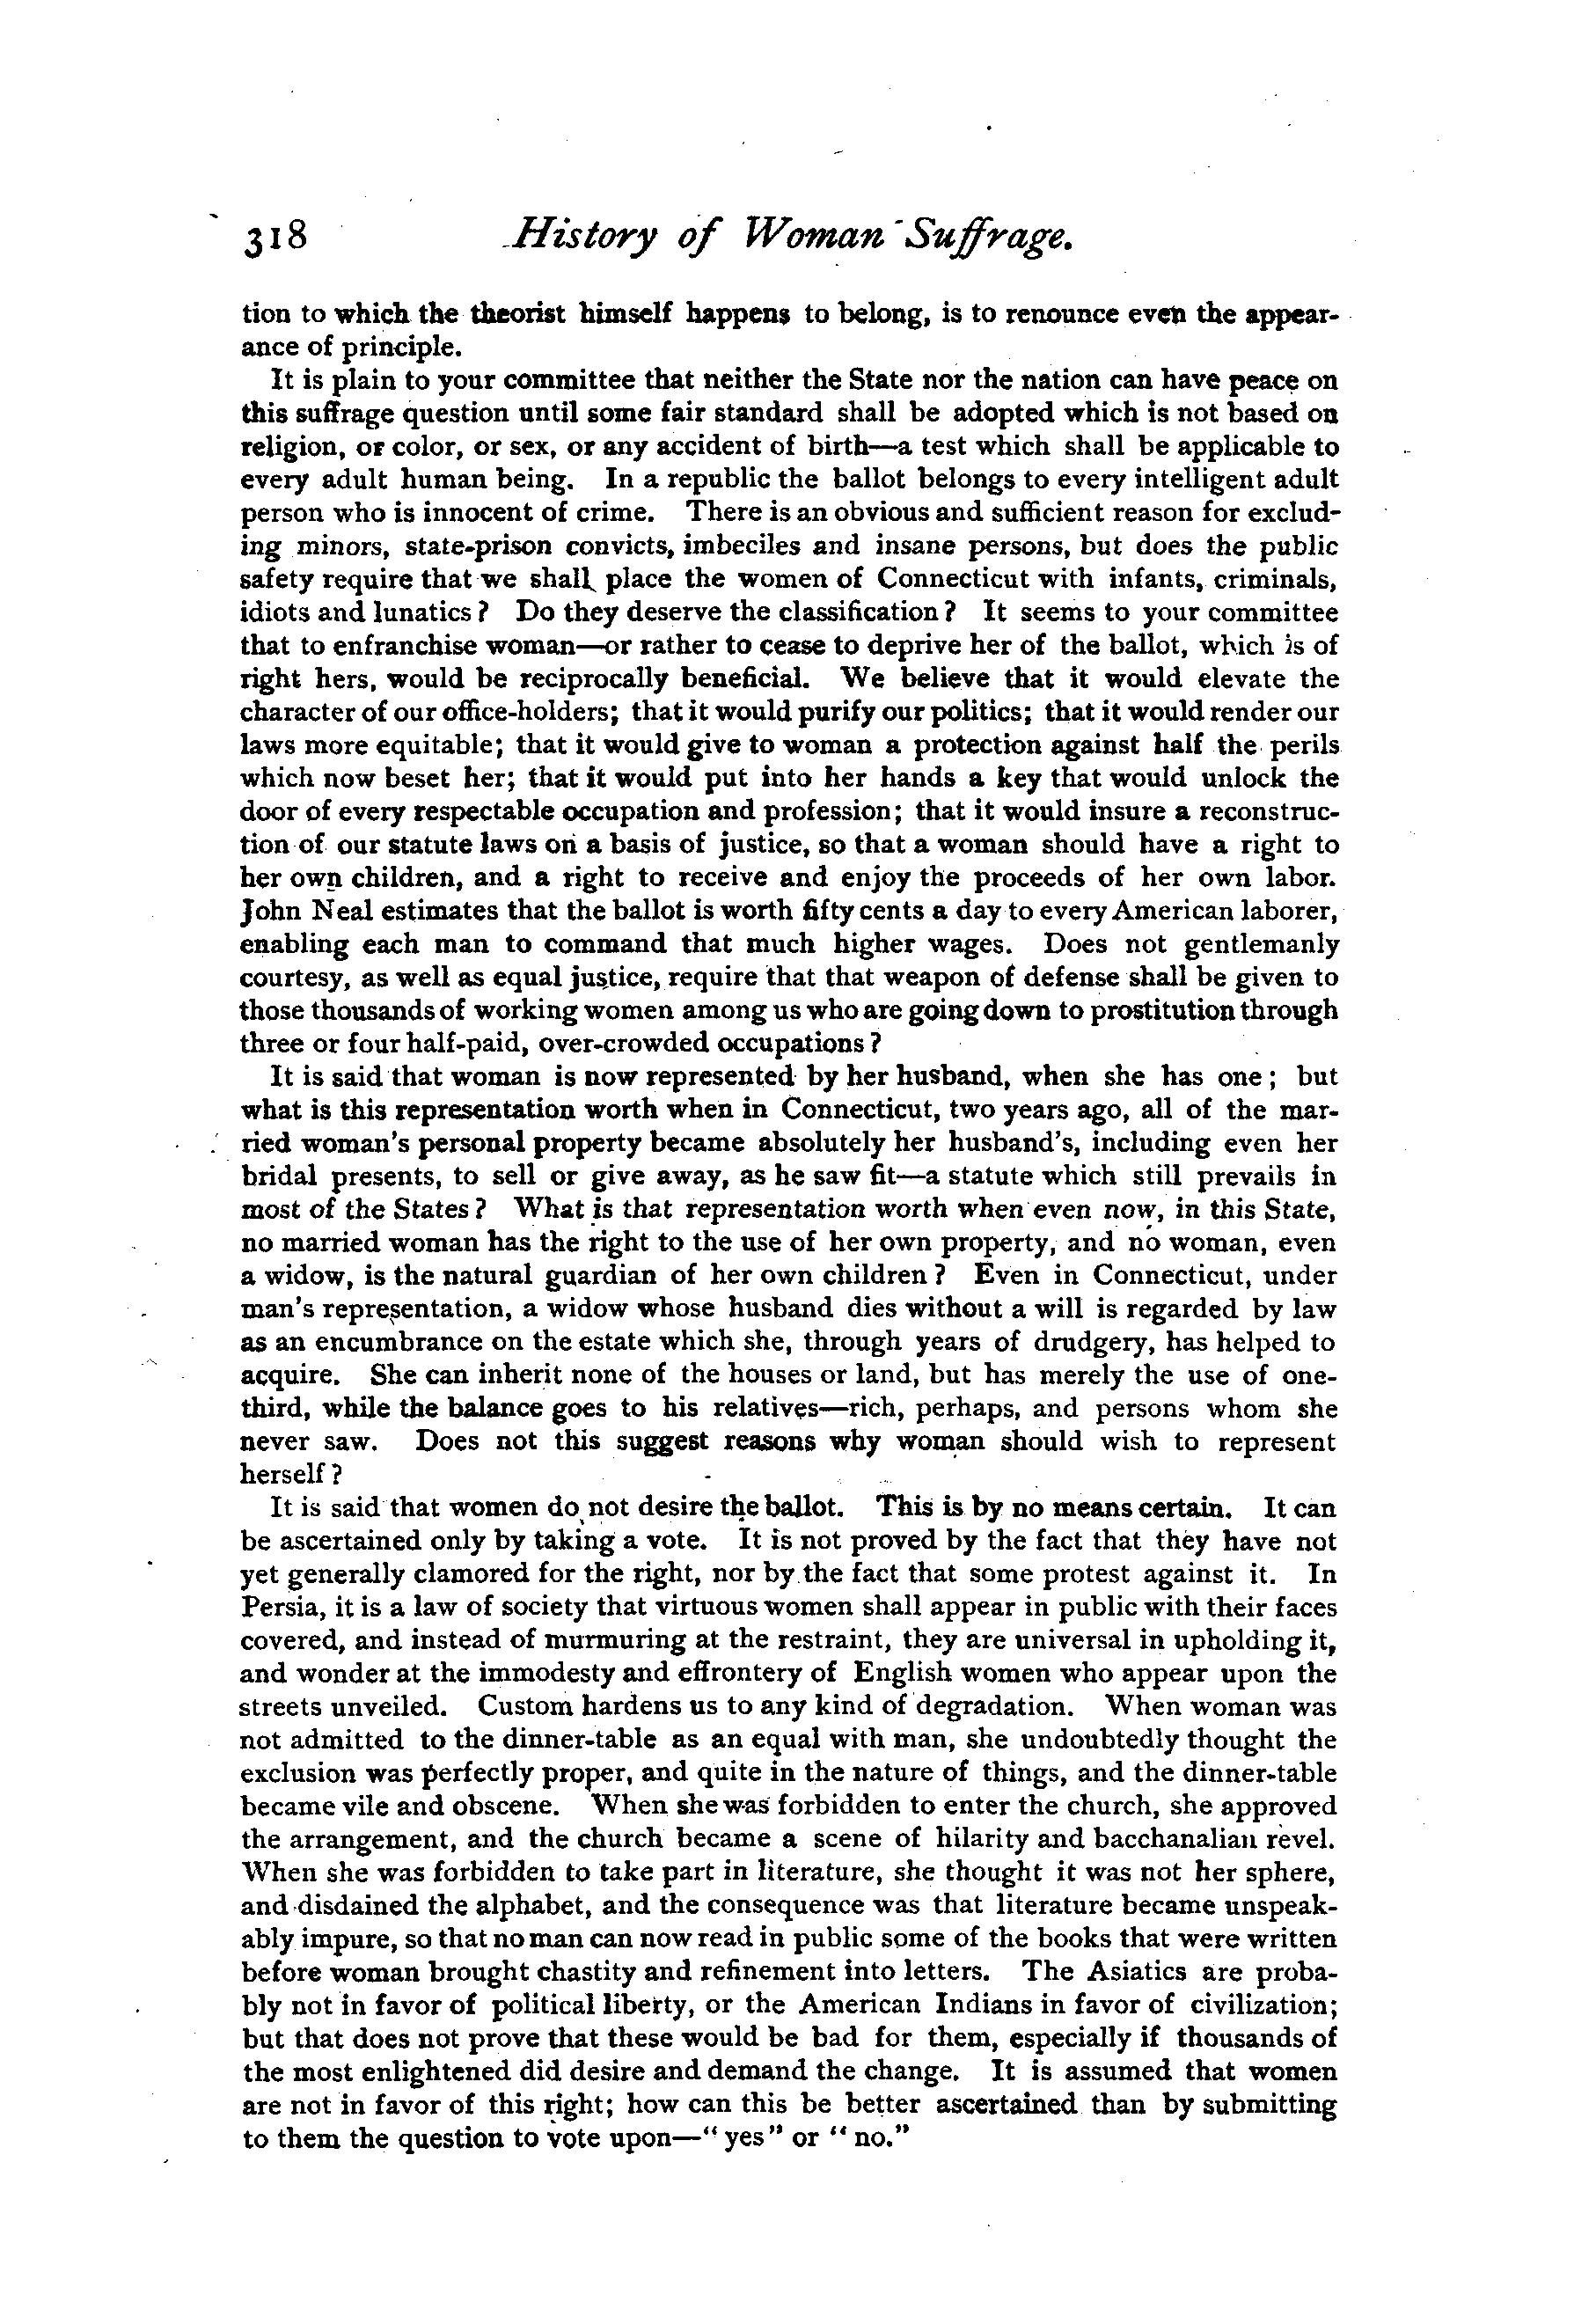 318 History of Woman Suffrage.
tion to which the theorist himself happens to belong, is to renounce even the appear-
ance of principle.
It is plain to your committee that neither the State nor the nation can have peace on
this suffrage question until some fair standard shall be adopted which is not based on
religion, or color, or sex, or any accident of birth—a test which shall be applicable to
every adult human being. In a republic the ballot belongs to every intelligent adult
person who is innocent of crime. There is an obvious and sufficient reason for exclud-
ing minors, state-prison convicts, imbeciles and insane persons, but does the public
safety require that we shall place the women of Connecticut with infants, criminals,
idiots and lunatics? Do they deserve the classification? It seems to your committee
that to enfranchise woman—or rather to cease to deprive her of the ballot, which is of
right hers, would be reciprocally beneficial. We believe that it would elevate the
character of our office-holders; that it would purify our politics; that it would render our
laws more equitable; that it would give to woman a protection against half the perils
which now beset her; that it would put into her hands a key that would unlock the
door of every respectable occupation and profession; that it would insure a reconstruc-
tion of our statute laws on a basis of justice, so that a woman should have a right to
her own children, and a right to receive and enjoy the proceeds of her own labor.
John Neal estimates that the ballot is worth fifty cents a day to every American laborer,
enabling each man to command that much higher wages. Does not gentlemanly
courtesy, as well as equal justice, require that that weapon of defense shall be given to
those thousands of working women among us who are going down to prostitution through
three or four half-paid, over-crowded occupations?
It is said that woman is now represented by her husband, when she has one; but
what is this representation worth when in Connecticut, two years ago, all of the mar-
ried woman's personal property became absolutely her husband's, including even her
bridal presents, to sell or give away, as he saw fit—a statute which still prevails in
most of the States? What is that representation worth when even now, in this State,
no married woman has the right to the use of her own property, and no woman, even
a widow, is the natural guardian of her own children? Even in Connecticut, under
man's representation, a widow whose husband dies without a will is regarded by law
as an encumbrance on the estate which she, through years of drudgery, has helped to
acquire. She can inherit none of the houses or land, but has merely the use of one-
third, while the balance goes to his relatives—rich, perhaps, and persons whom she
never saw. Does not this suggest reasons why woman should wish to represent
herself?
It is said that women do not desire the ballot. This is by no means certain. It can
be ascertained only by taking a vote. It is not proved by the fact that they have not
yet generally clamored for the right, nor by the fact that some protest against it. In
Persia, it is a law of society that virtuous women shall appear in public with their faces
covered, and instead of murmuring at the restraint, they are universal in upholding it,
and wonder at the immodesty and effrontery of English women who appear upon the
streets unveiled. Custom hardens us to any kind of degradation. When woman was
not admitted to the dinner-table as an equal with man, she undoubtedly thought the
exclusion was perfectly proper, and quite in the nature of things, and the dinner-table
became vile and obscene. When she was forbidden to enter the church, she approved
the arrangement, and the church became a scene of hilarity and bacchanalian revel.
When she was forbidden to take part in literature, she thought it was not her sphere,
and disdained the alphabet, and the consequence was that literature became unspeak-
ably impure, so that no man can now read in public some of the books that were written
before woman brought chastity and refinement into letters. The Asiatics are proba-
bly not in favor of political liberty, or the American Indians in favor of civilization;
but that does not prove that these would be bad for them, especially if thousands of
the most enlightened did desire and demand the change. It is assumed that women
are not in favor of this right; how can this be better ascertained than by submitting
to them the question to vote upon—"yes" or "no."